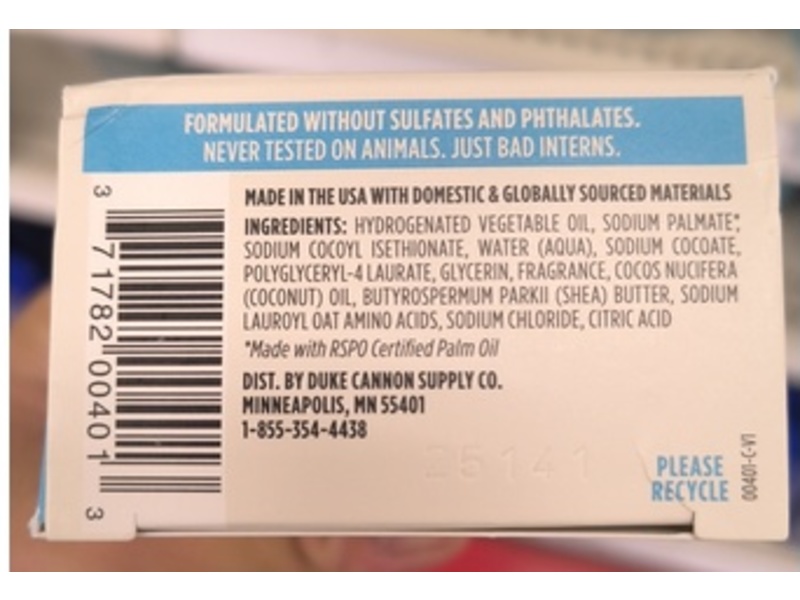 FORMULATED WITHOUT SULFATES AND PHTHALATES.
NEVER TESTED ON ANIMALS. JUST BAD INTERNS.
MADE IN THE USA WITH DOMESTIC & GLOBALLY SOURCED MATERIALS
INGREDIENTS: HYDROGENATED VEGETABLE OIL, SODIUM PALMATE*,
SODIUM COCOYL ISETHIONATE, WATER (AQUA), SODIUM COCOATE,
POLYGLYCERYL-4 LAURATE, GLYCERIN, FRAGRANCE, COCOS NUCIFERA
(COCONUT) OIL, BUTYROSPERMUM PARKII (SHEA) BUTTER, SODIUM
LAUROYL OAT AMINO ACIDS, SODIUM CHLORIDE, CITRIC ACID
*Made with RSPO Certified Palm Oil
DIST. BY DUKE CANNON SUPPLY CO.
MINNEAPOLIS, MN 55401
1-855-354-4438
PLEASE
RECYCLE
00401-C-V1
3 71782 00401 3